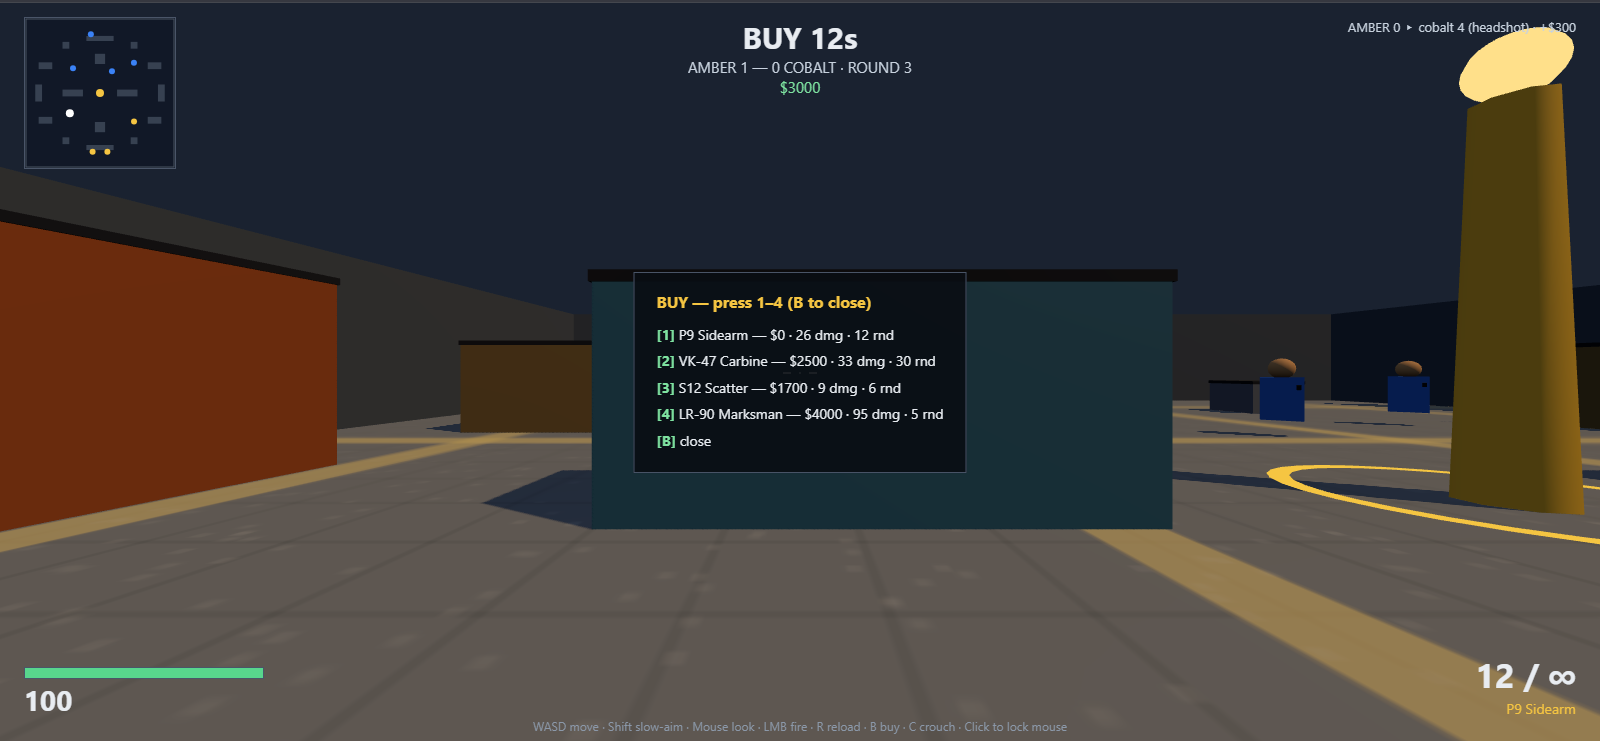 BUY 12s
AMBER 1 — 0 COBALT · ROUND 3
$3000
AMBER 0 ▸ cobalt 4 (headshot) +$300
BUY — press 1–4 (B to close)
[1] P9 Sidearm — $0 · 26 dmg · 12 rnd
[2] VK-47 Carbine — $2500 · 33 dmg · 30 rnd
[3] S12 Scatter — $1700 · 9 dmg · 6 rnd
[4] LR-90 Marksman — $4000 · 95 dmg · 5 rnd
[B] close
100
12 / ∞
P9 Sidearm
WASD move · Shift slow-aim · Mouse look · LMB fire · R reload · B buy · C crouch · Click to lock mouse